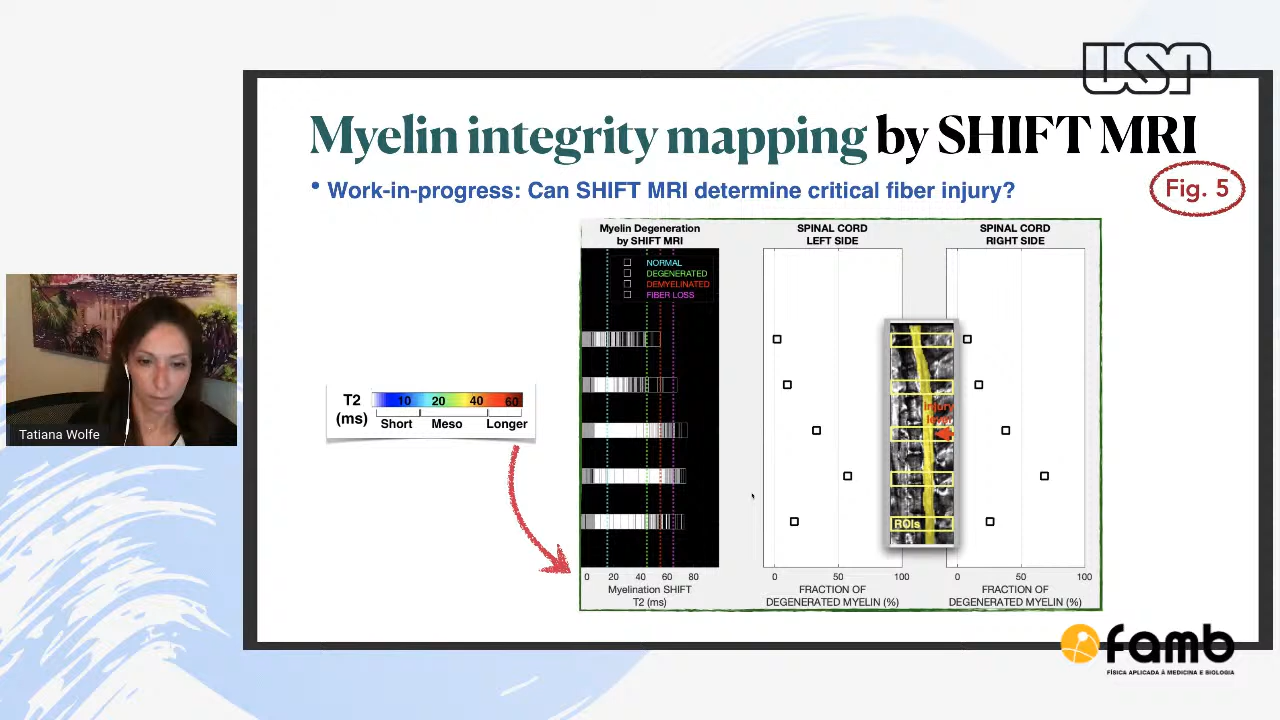 USP
Myelin integrity mapping by SHIFT MRI
• Work-in-progress: Can SHIFT MRI determine critical fiber injury?
Fig. 5
Myelin Degeneration
by SHIFT MRI
NORMAL
DEGENERATED
DEMYELINATED
FIBER LOSS
0 20 40 60 80
Myelination SHIFT
T2 (ms)
SPINAL CORD
LEFT SIDE
0 50 100
FRACTION OF
DEGENERATED MYELIN (%)
Injury
ROIs
SPINAL CORD
RIGHT SIDE
0 50 100
FRACTION OF
DEGENERATED MYELIN (%)
T2
(ms)
10 20 40 60
Short Meso Longer
Tatiana Wolfe
famb
FÍSICA APLICADA À MEDICINA E BIOLOGIA